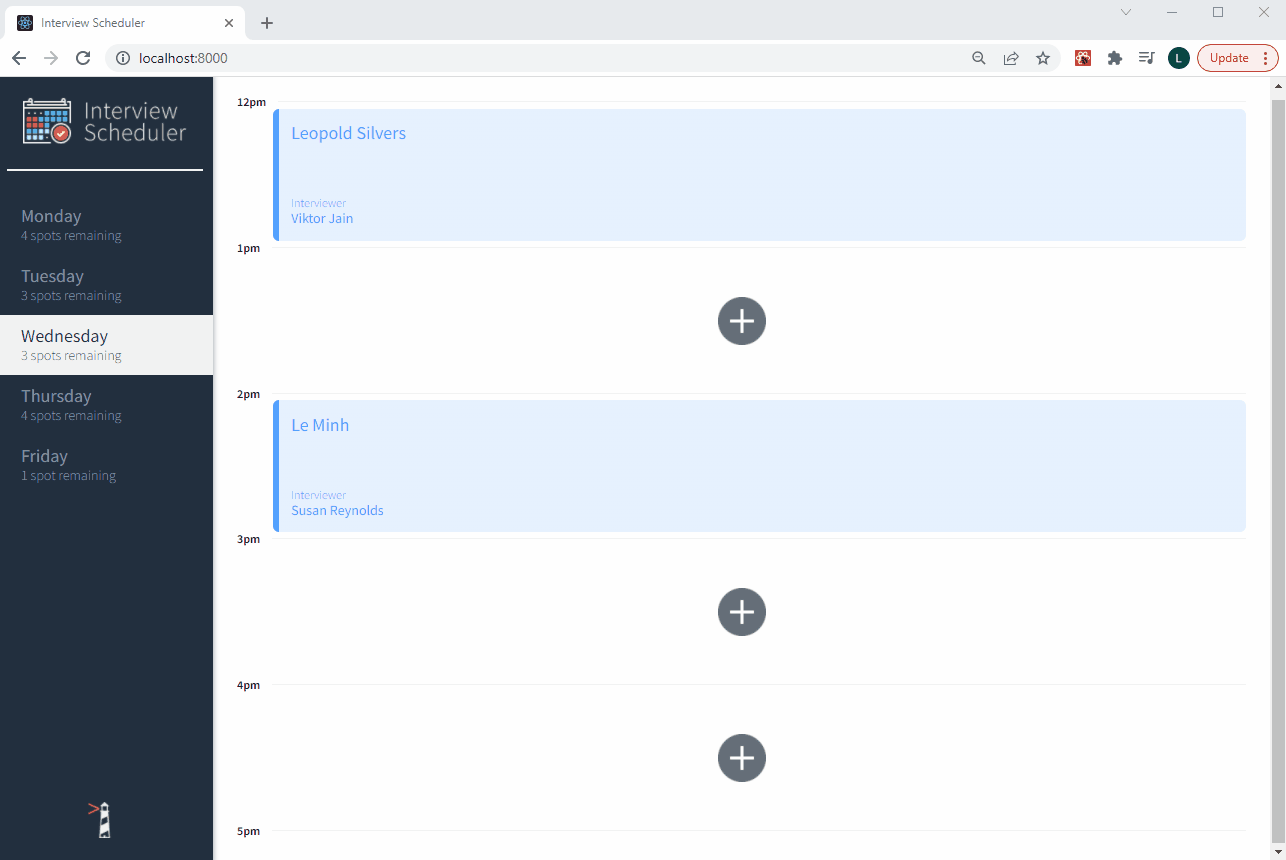 Interview Scheduler
localhost:8000
L
Update
Interview
Scheduler
Monday
4 spots remaining
Tuesday
3 spots remaining
Wednesday
3 spots remaining
Thursday
4 spots remaining
Friday
1 spot remaining
12pm
Leopold Silvers
Interviewer
Viktor Jain
1pm
2pm
Le Minh
Interviewer
Susan Reynolds
3pm
4pm
5pm